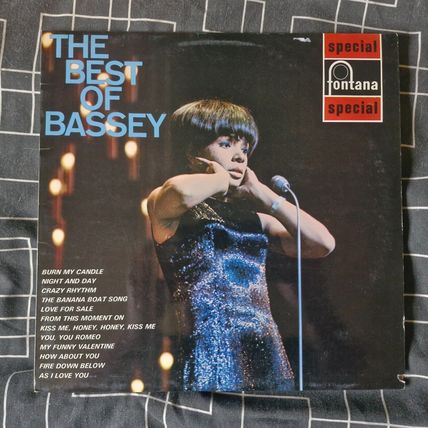 THE
BEST
OF
BASSEY
special
fontana
special
BURN MY CANDLE
NIGHT AND DAY
CRAZY RHYTHM
THE BANANA BOAT SONG
LOVE FOR SALE
FROM THIS MOMENT ON
KISS ME, HONEY, HONEY, KISS ME
YOU, YOU ROMEO
MY FUNNY VALENTINE
HOW ABOUT YOU
FIRE DOWN BELOW
AS I LOVE YOU